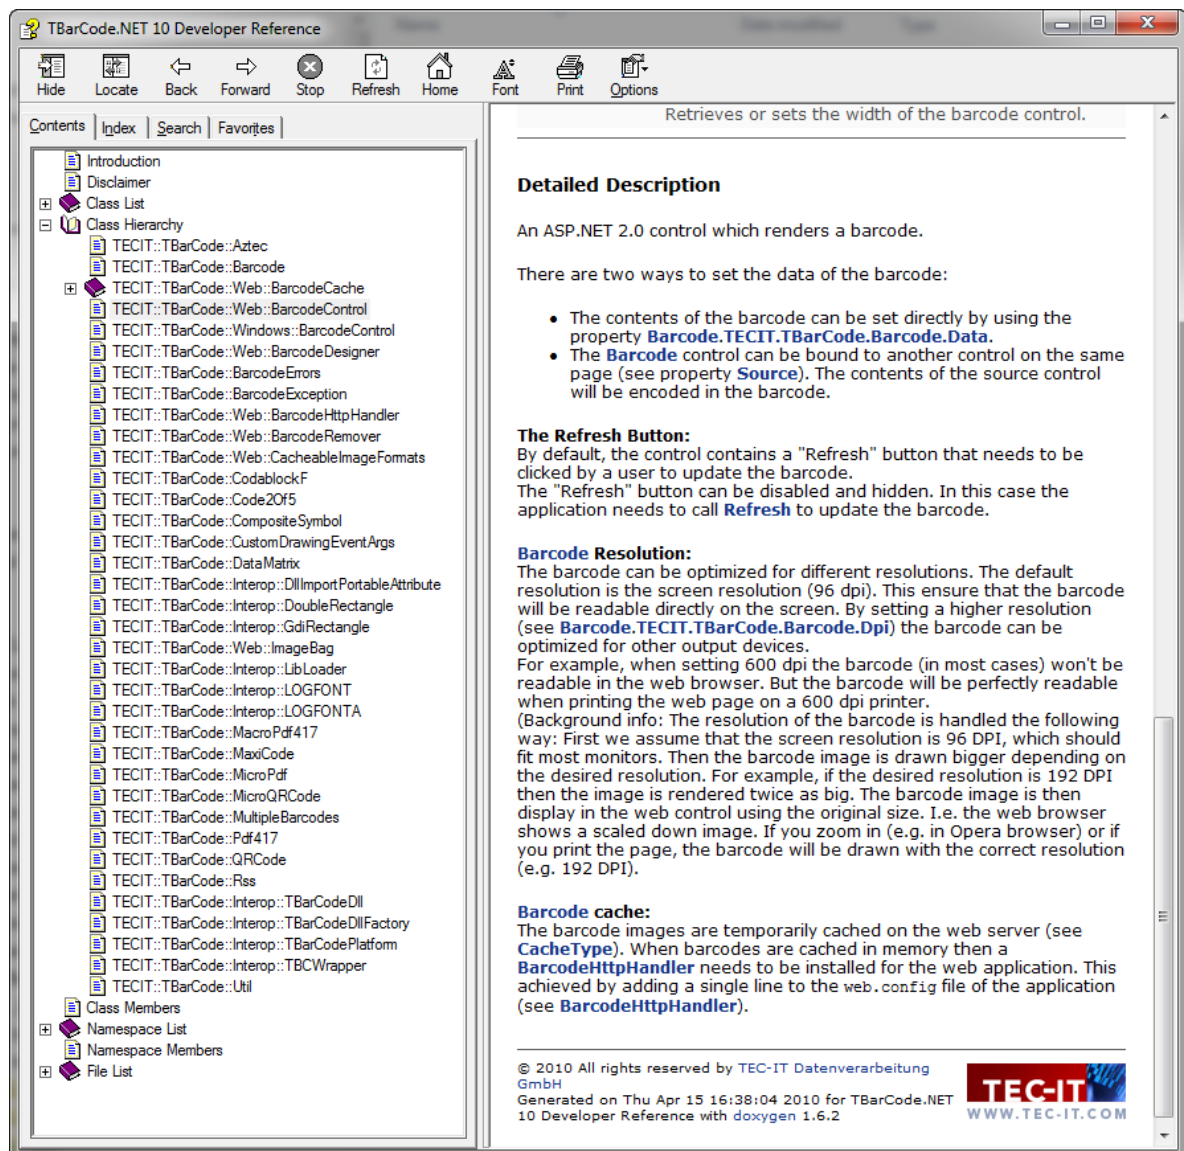 TBarCode.NET 10 Developer Reference
Hide Locate Back Forward Stop Refresh Home Font Print Options
Contents Index Search Favorites
Introduction
Disclaimer
Class List
Class Hierarchy
TECIT::TBarCode::Aztec
TECIT::TBarCode::Barcode
TECIT::TBarCode::Web::BarcodeCache
TECIT::TBarCode::Web::BarcodeControl
TECIT::TBarCode::Windows::BarcodeControl
TECIT::TBarCode::Web::BarcodeDesigner
TECIT::TBarCode::BarcodeErrors
TECIT::TBarCode::BarcodeException
TECIT::TBarCode::Web::BarcodeHttpHandler
TECIT::TBarCode::Web::BarcodeRemover
TECIT::TBarCode::Web::CacheableImageFormats
TECIT::TBarCode::CodablockF
TECIT::TBarCode::Code2Of5
TECIT::TBarCode::CompositeSymbol
TECIT::TBarCode::CustomDrawingEventArgs
TECIT::TBarCode::DataMatrix
TECIT::TBarCode::Interop::DllImportPortableAttribute
TECIT::TBarCode::Interop::DoubleRectangle
TECIT::TBarCode::Interop::GdiRectangle
TECIT::TBarCode::Web::ImageBag
TECIT::TBarCode::Interop::LibLoader
TECIT::TBarCode::Interop::LOGFONT
TECIT::TBarCode::Interop::LOGFONTA
TECIT::TBarCode::MacroPdf417
TECIT::TBarCode::MaxiCode
TECIT::TBarCode::MicroPdf
TECIT::TBarCode::MicroQRCode
TECIT::TBarCode::MultipleBarcodes
TECIT::TBarCode::Pdf417
TECIT::TBarCode::QRCode
TECIT::TBarCode::Rss
TECIT::TBarCode::Interop::TBarCodeDll
TECIT::TBarCode::Interop::TBarCodeDllFactory
TECIT::TBarCode::Interop::TBarCodePlatform
TECIT::TBarCode::Interop::TBCWrapper
TECIT::TBarCode::Util
Class Members
Namespace List
Namespace Members
File List
Retrieves or sets the width of the barcode control.
Detailed Description
An ASP.NET 2.0 control which renders a barcode.
There are two ways to set the data of the barcode:
• The contents of the barcode can be set directly by using the
property Barcode.TECIT.TBarCode.Barcode.Data.
• The Barcode control can be bound to another control on the same
page (see property Source). The contents of the source control
will be encoded in the barcode.
The Refresh Button:
By default, the control contains a "Refresh" button that needs to be
clicked by a user to update the barcode.
The "Refresh" button can be disabled and hidden. In this case the
application needs to call Refresh to update the barcode.
Barcode Resolution:
The barcode can be optimized for different resolutions. The default
resolution is the screen resolution (96 dpi). This ensure that the barcode
will be readable directly on the screen. By setting a higher resolution
(see Barcode.TECIT.TBarCode.Barcode.Dpi) the barcode can be
optimized for other output devices.
For example, when setting 600 dpi the barcode (in most cases) won't be
readable in the web browser. But the barcode will be perfectly readable
when printing the web page on a 600 dpi printer.
(Background info: The resolution of the barcode is handled the following
way: First we assume that the screen resolution is 96 DPI, which should
fit most monitors. Then the barcode image is drawn bigger depending on
the desired resolution. For example, if the desired resolution is 192 DPI
then the image is rendered twice as big. The barcode image is then
display in the web control using the original size. I.e. the web browser
shows a scaled down image. If you zoom in (e.g. in Opera browser) or if
you print the page, the barcode will be drawn with the correct resolution
(e.g. 192 DPI).
Barcode cache:
The barcode images are temporarily cached on the web server (see
CacheType). When barcodes are cached in memory then a
BarcodeHttpHandler needs to be installed for the web application. This
achieved by adding a single line to the web.config file of the application
(see BarcodeHttpHandler).
© 2010 All rights reserved by TEC-IT Datenverarbeitung
GmbH
Generated on Thu Apr 15 16:38:04 2010 for TBarCode.NET
10 Developer Reference with doxygen 1.6.2
TEC-IT
WWW.TEC-IT.COM